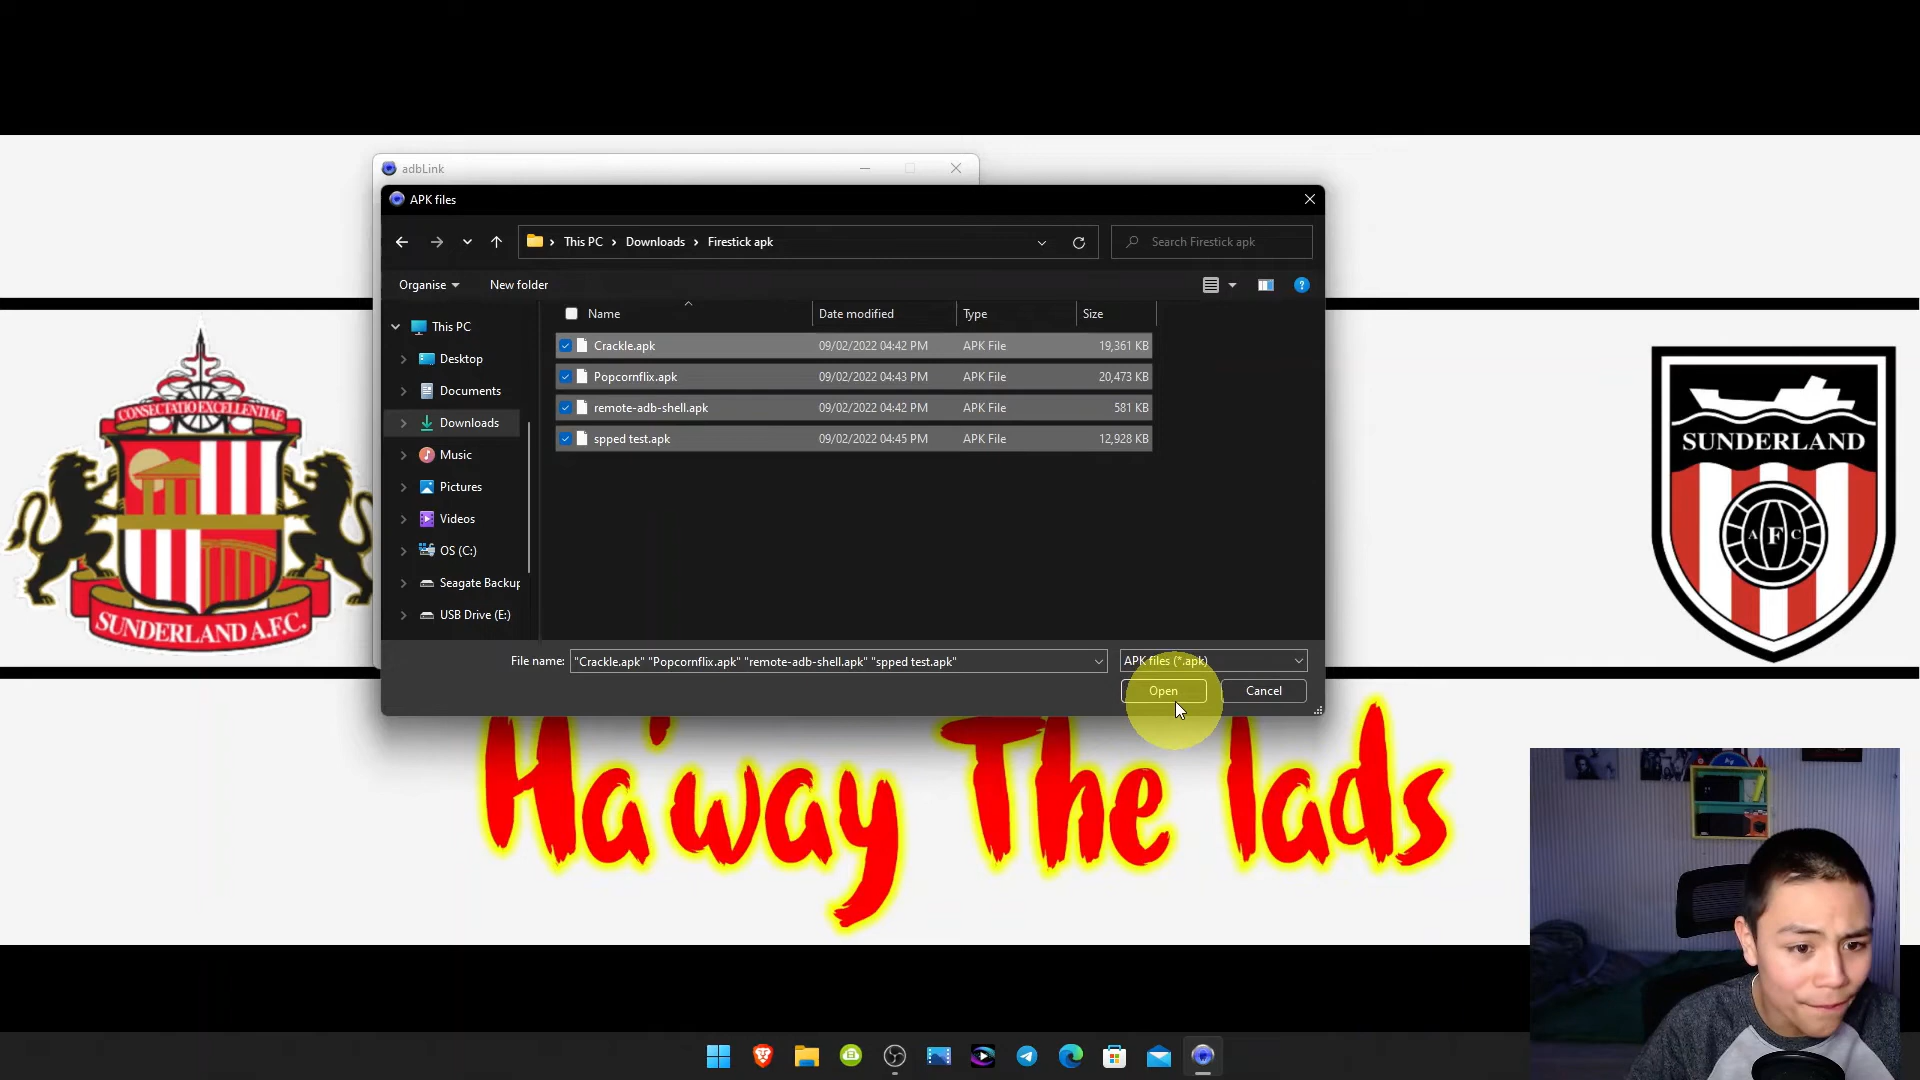 adbLink
APK files
This PC
Downloads
Firestick apk
Search Firestick apk
Organise
New folder
Name
Date modified
Type
Size
This PC
Desktop
Documents
Downloads
Music
Pictures
Videos
OS (C:)
Seagate Backup
USB Drive (E:)
Crackle.apk 09/02/2022 04:42 PM APK File 19,361 KB
Popcornflix.apk 09/02/2022 04:43 PM APK File 20,473 KB
remote-adb-shell.apk 09/02/2022 04:42 PM APK File 581 KB
spped test.apk 09/02/2022 04:45 PM APK File 12,928 KB
File name: "Crackle.apk" "Popcornflix.apk" "remote-adb-shell.apk" "spped test.apk"
APK files (*.apk)
Open
Cancel
CONSECTATIO EXCELLENTIAE
SUNDERLAND A.F.C.
SUNDERLAND
A F C
Ha'way The lads